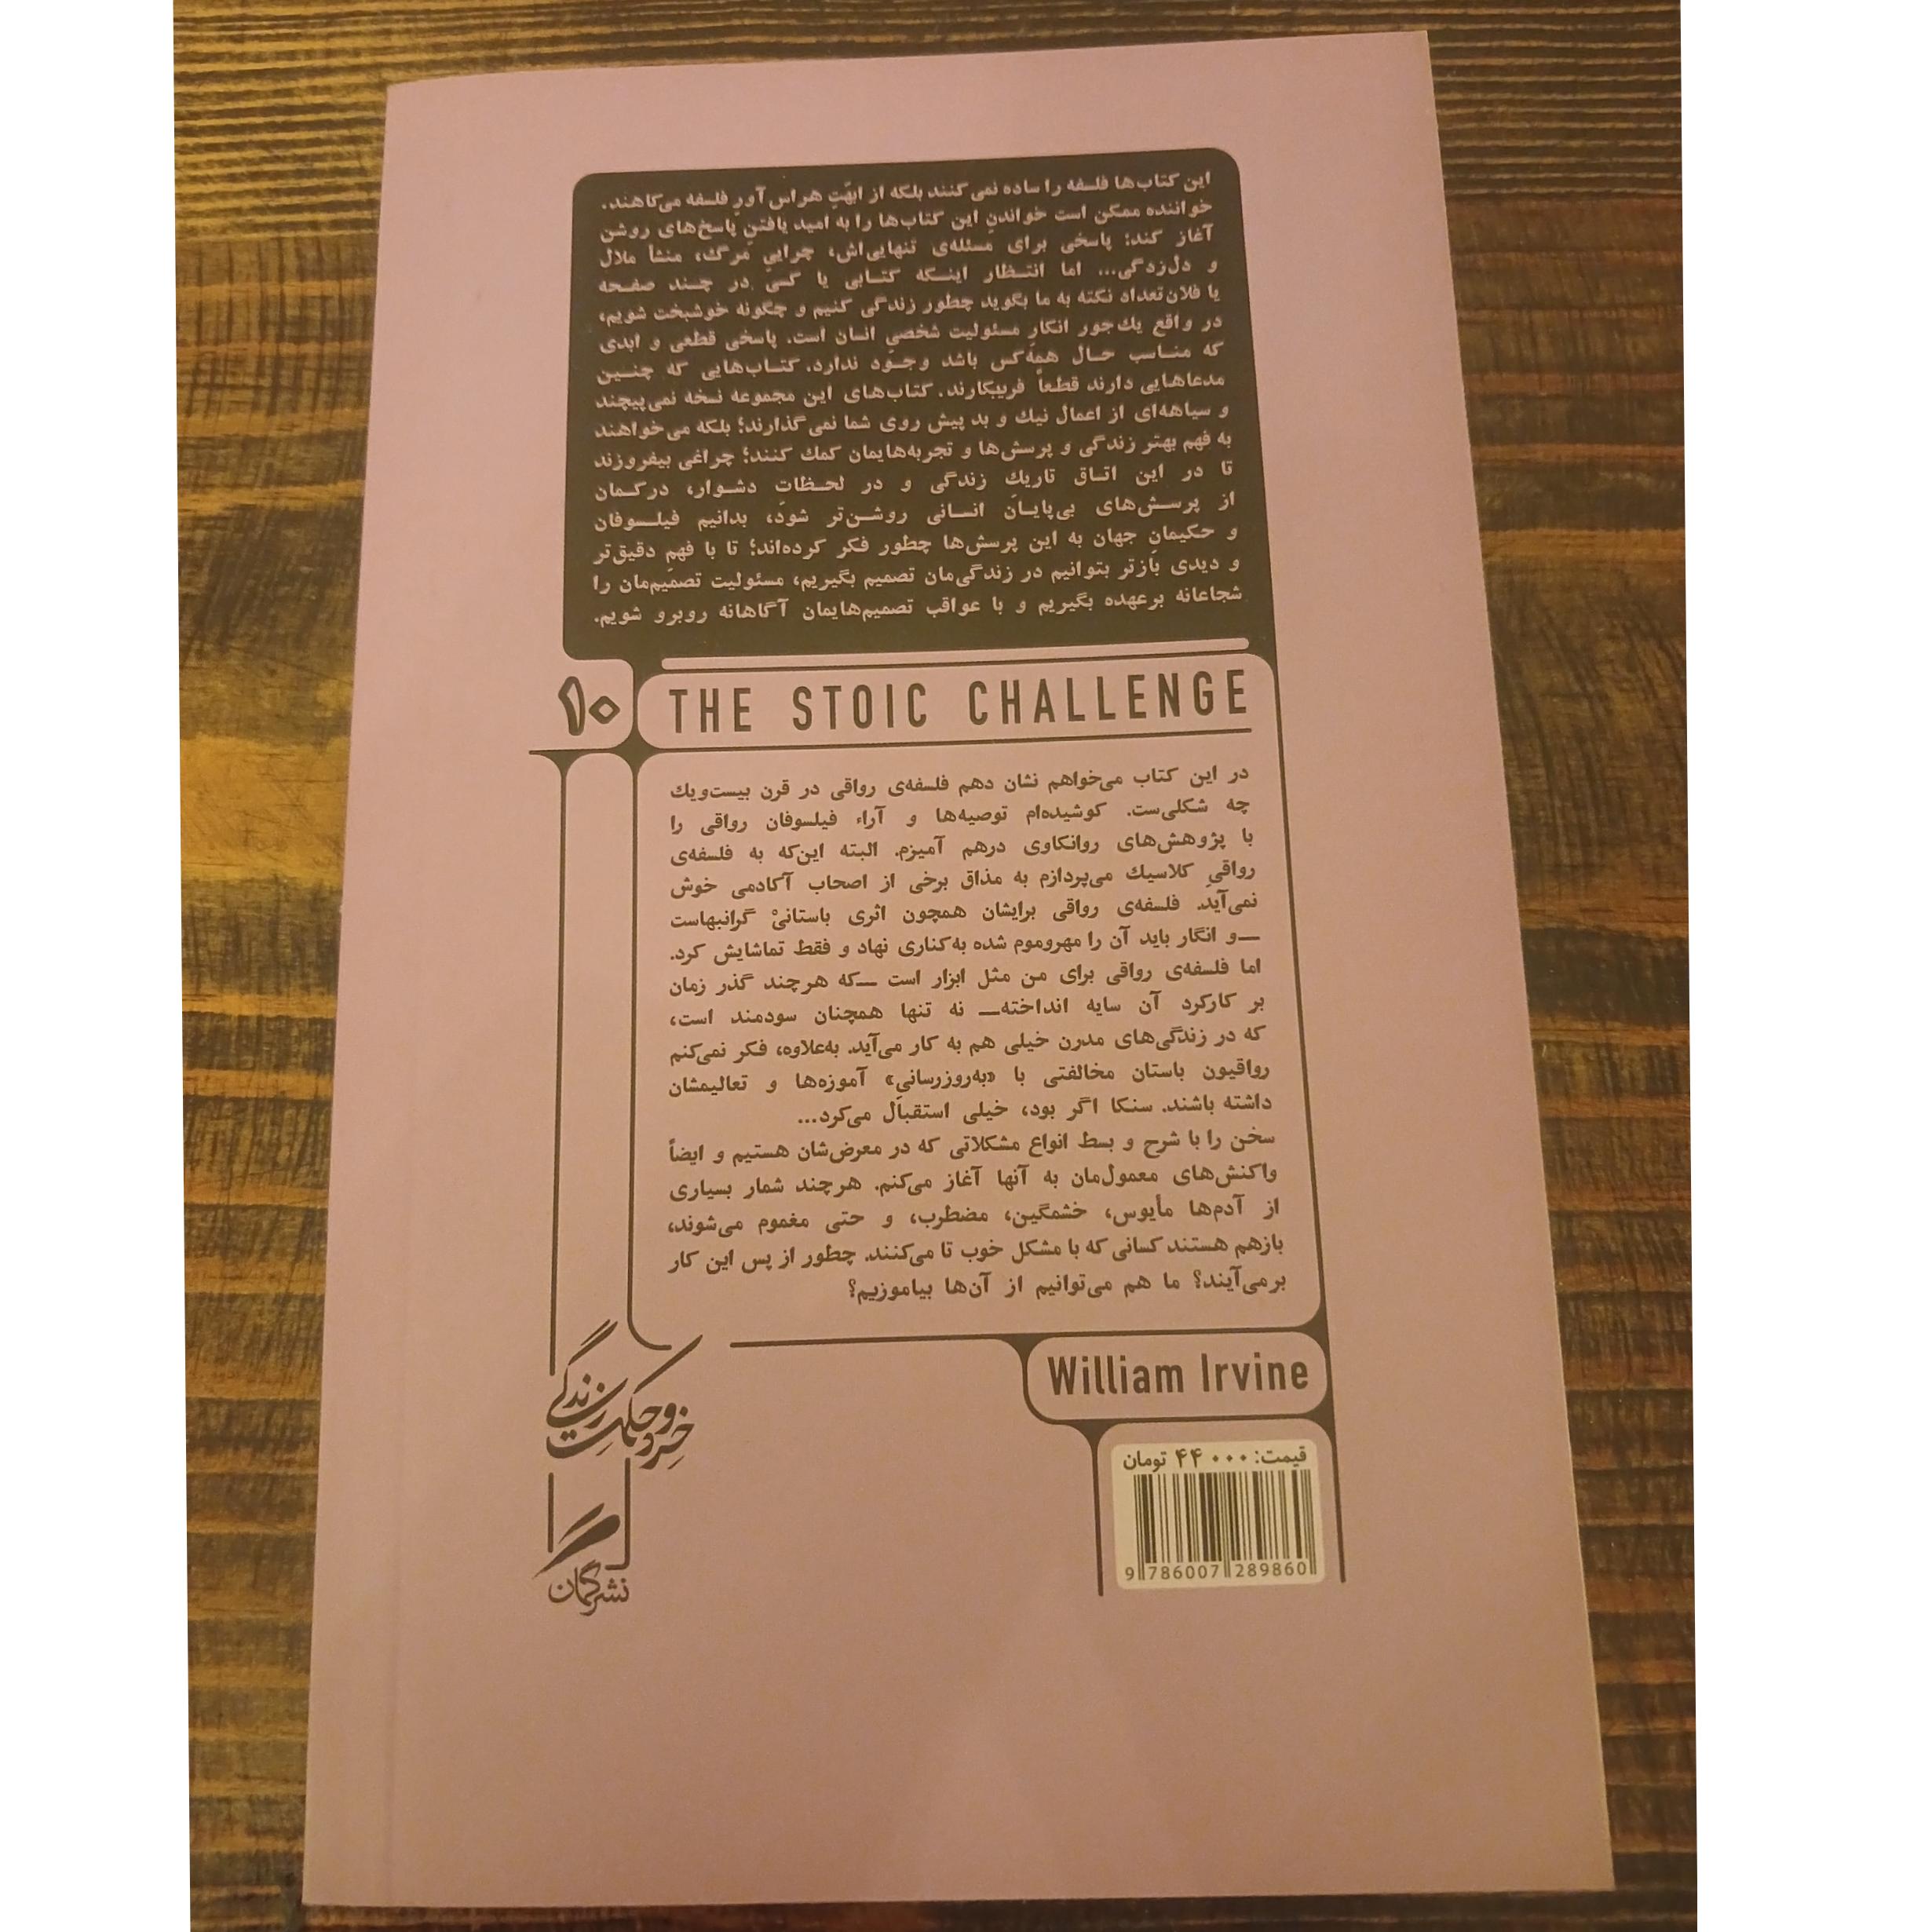 این کتاب‌ها فلسفه را ساده نمی‌کنند بلکه از ابهّتِ هراس‌آورِ فلسفه می‌کاهند.
خواننده ممکن است خواندنِ این کتاب‌ها را به امید یافتنِ پاسخ‌های روشن
آغاز کند: پاسخی برای مسئله‌ی تنهایی‌اش، چراییِ مرگ، منشأ ملال
و دل‌زدگی... اما انتظار اینکه کتابی یا کسی در چند صفحه
یا فلان‌تعداد نکته به ما بگوید چطور زندگی کنیم و چگونه خوشبخت شویم،
در واقع یك‌جور انکارِ مسئولیت شخصیِ انسان است. پاسخی قطعی و ابدی
که مناسب حال همه‌کس باشد وجود ندارد. کتاب‌هایی که چنین
مدعاهایی دارند قطعاً فریبکارند. کتاب‌های این مجموعه نسخه نمی‌پیچند
و سیاهه‌ای از اعمال نیك و بد پیش روی شما نمی‌گذارند؛ بلکه می‌خواهند
به فهم بهتر زندگی و پرسش‌ها و تجربه‌هایمان کمك کنند؛ چراغی بیفروزند
تا در این اتاق تاریك زندگی و در لحظات دشوار، درکمان
از پرسش‌های بی‌پایانِ انسانی روشن‌تر شود، بدانیم فیلسوفان
و حکیمانِ جهان به این پرسش‌ها چطور فکر کرده‌اند؛ تا با فهمِ دقیق‌تر
و دیدی بازتر بتوانیم در زندگی‌مان تصمیم بگیریم، مسئولیت تصمیم‌مان را
شجاعانه برعهده بگیریم و با عواقب تصمیم‌هایمان آگاهانه روبرو شویم.
۱۰
THE STOIC CHALLENGE
در این کتاب می‌خواهم نشان دهم فلسفه‌ی رواقی در قرن بیست‌ویك
چه شکلی‌ست. کوشیده‌ام توصیه‌ها و آراء فیلسوفان رواقی را
با پژوهش‌های روانکاوی درهم آمیزم. البته این‌که به فلسفه‌ی
رواقیِ کلاسیك می‌پردازم به مذاق برخی از اصحاب آکادمی خوش
نمی‌آید. فلسفه‌ی رواقی برایشان همچون اثری باستانیْ گرانبهاست
ــ و انگار باید آن را مهروموم شده به‌کناری نهاد و فقط تماشایش کرد.
اما فلسفه‌ی رواقی برای من مثل ابزار است ــ که هرچند گذر زمان
بر کارکرد آن سایه انداخته ــ نه تنها همچنان سودمند است،
که در زندگی‌های مدرن خیلی هم به کار می‌آید. به‌علاوه، فکر نمی‌کنم
رواقیون باستان مخالفتی با «به‌روزرسانیِ» آموزه‌ها و تعالیمشان
داشته باشند. سنکا اگر بود، خیلی استقبال می‌کرد...
سخن را با شرح و بسط انواع مشکلاتی که در معرض‌شان هستیم و ایضاً
واکنش‌های معمول‌مان به آنها آغاز می‌کنم. هرچند شمار بسیاری
از آدم‌ها مأیوس، خشمگین، مضطرب، و حتی مغموم می‌شوند،
بازهم هستند کسانی که با مشکل خوب تا می‌کنند. چطور از پس این کار
برمی‌آیند؟ ما هم می‌توانیم از آن‌ها بیاموزیم؟
William Irvine
خرد و حکمتِ زندگی
قیمت: ۴۴۰۰۰ تومان
9 786007 289860
نشر گمان